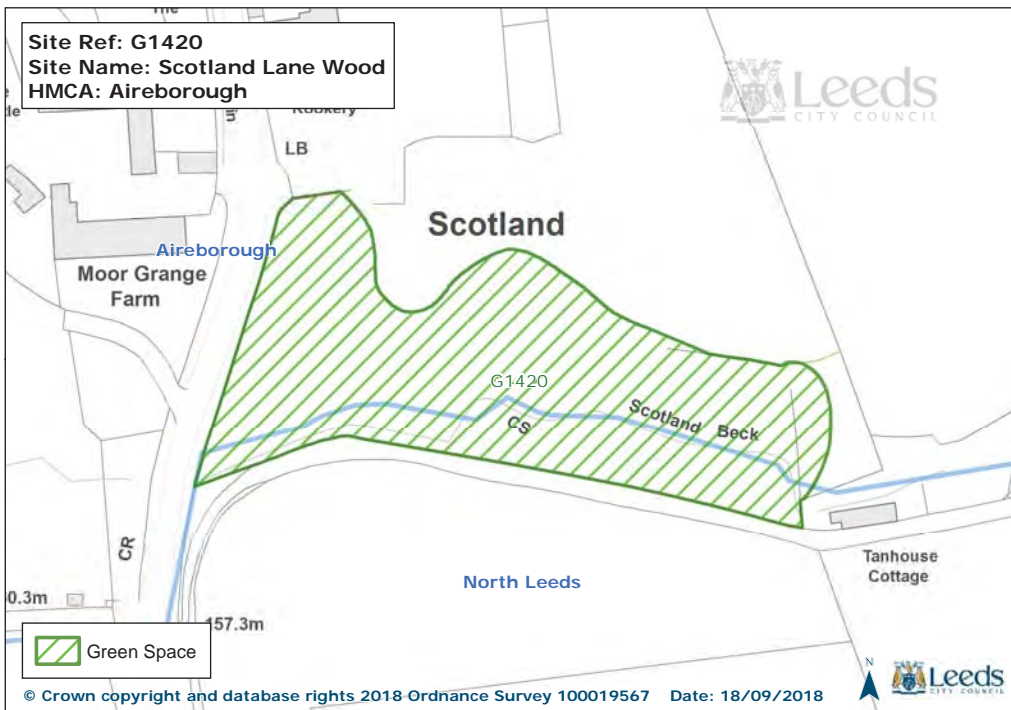 The
Site Ref: G1420
Site Name: Scotland Lane Wood
HMCA: Aireborough
Leeds
CITY COUNCIL
Rookery
LB
Scotland
Aireborough
Moor Grange
Farm
G1420
CS
Scotland Beck
CR
Tanhouse
Cottage
North Leeds
157.3m
Green Space
N
Leeds
CITY COUNCIL
© Crown copyright and database rights 2018 Ordnance Survey 100019567 Date: 18/09/2018